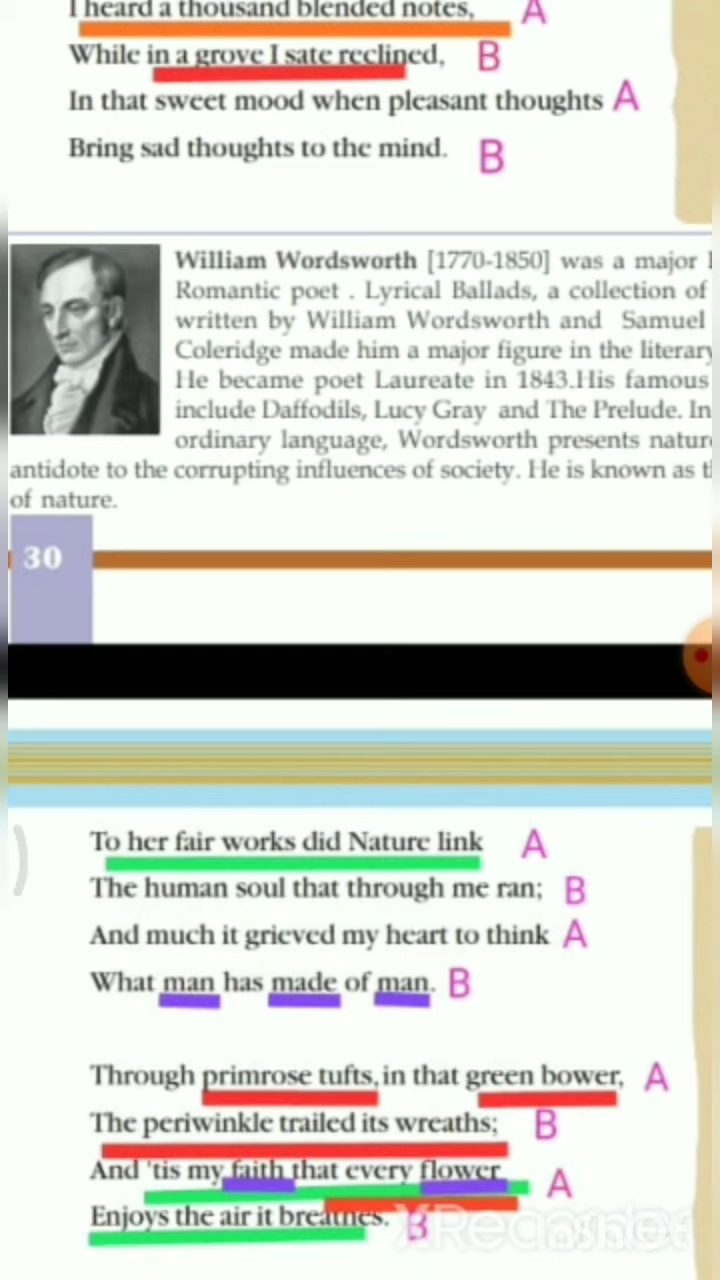 I heard a thousand blended notes, A
While in a grove I sate reclined, B
In that sweet mood when pleasant thoughts A
Bring sad thoughts to the mind. B
William Wordsworth [1770-1850] was a major
Romantic poet . Lyrical Ballads, a collection of
written by William Wordsworth and Samuel
Coleridge made him a major figure in the literary
He became poet Laureate in 1843.His famous
include Daffodils, Lucy Gray and The Prelude. In
ordinary language, Wordsworth presents natur
antidote to the corrupting influences of society. He is known as t
of nature.
30
To her fair works did Nature link A
The human soul that through me ran; B
And much it grieved my heart to think A
What man has made of man. B
Through primrose tufts, in that green bower, A
The periwinkle trailed its wreaths; B
And 'tis my faith that every flower A
Enjoys the air it breathes. B